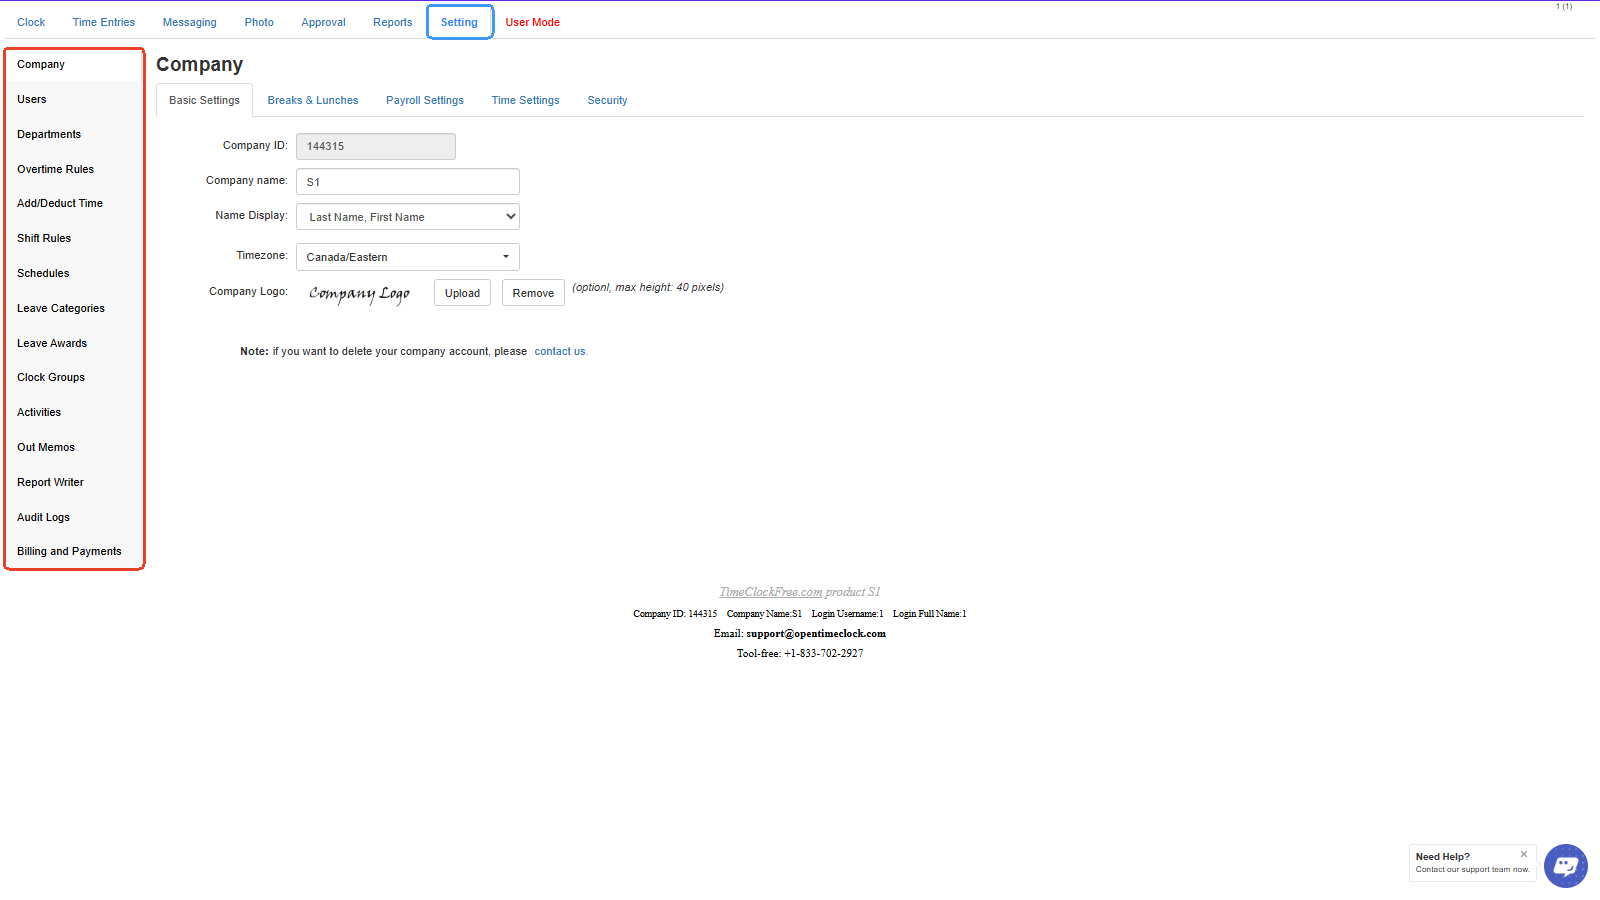 1 (1)
Clock Time Entries Messaging Photo Approval Reports Setting User Mode
Company
Users
Departments
Overtime Rules
Add/Deduct Time
Shift Rules
Schedules
Leave Categories
Leave Awards
Clock Groups
Activities
Out Memos
Report Writer
Audit Logs
Billing and Payments
Company
Basic Settings Breaks & Lunches Payroll Settings Time Settings Security
Company ID: 144315
Company name: S1
Name Display: Last Name, First Name
Timezone: Canada/Eastern
Company Logo: Company Logo Upload Remove (optionl, max height: 40 pixels)
Note: if you want to delete your company account, please contact us.
TimeClockFree.com product S1
Company ID: 144315 Company Name:S1 Login Username:1 Login Full Name:1
Email: support@opentimeclock.com
Tool-free: +1-833-702-2927
Need Help?
Contact our support team now.